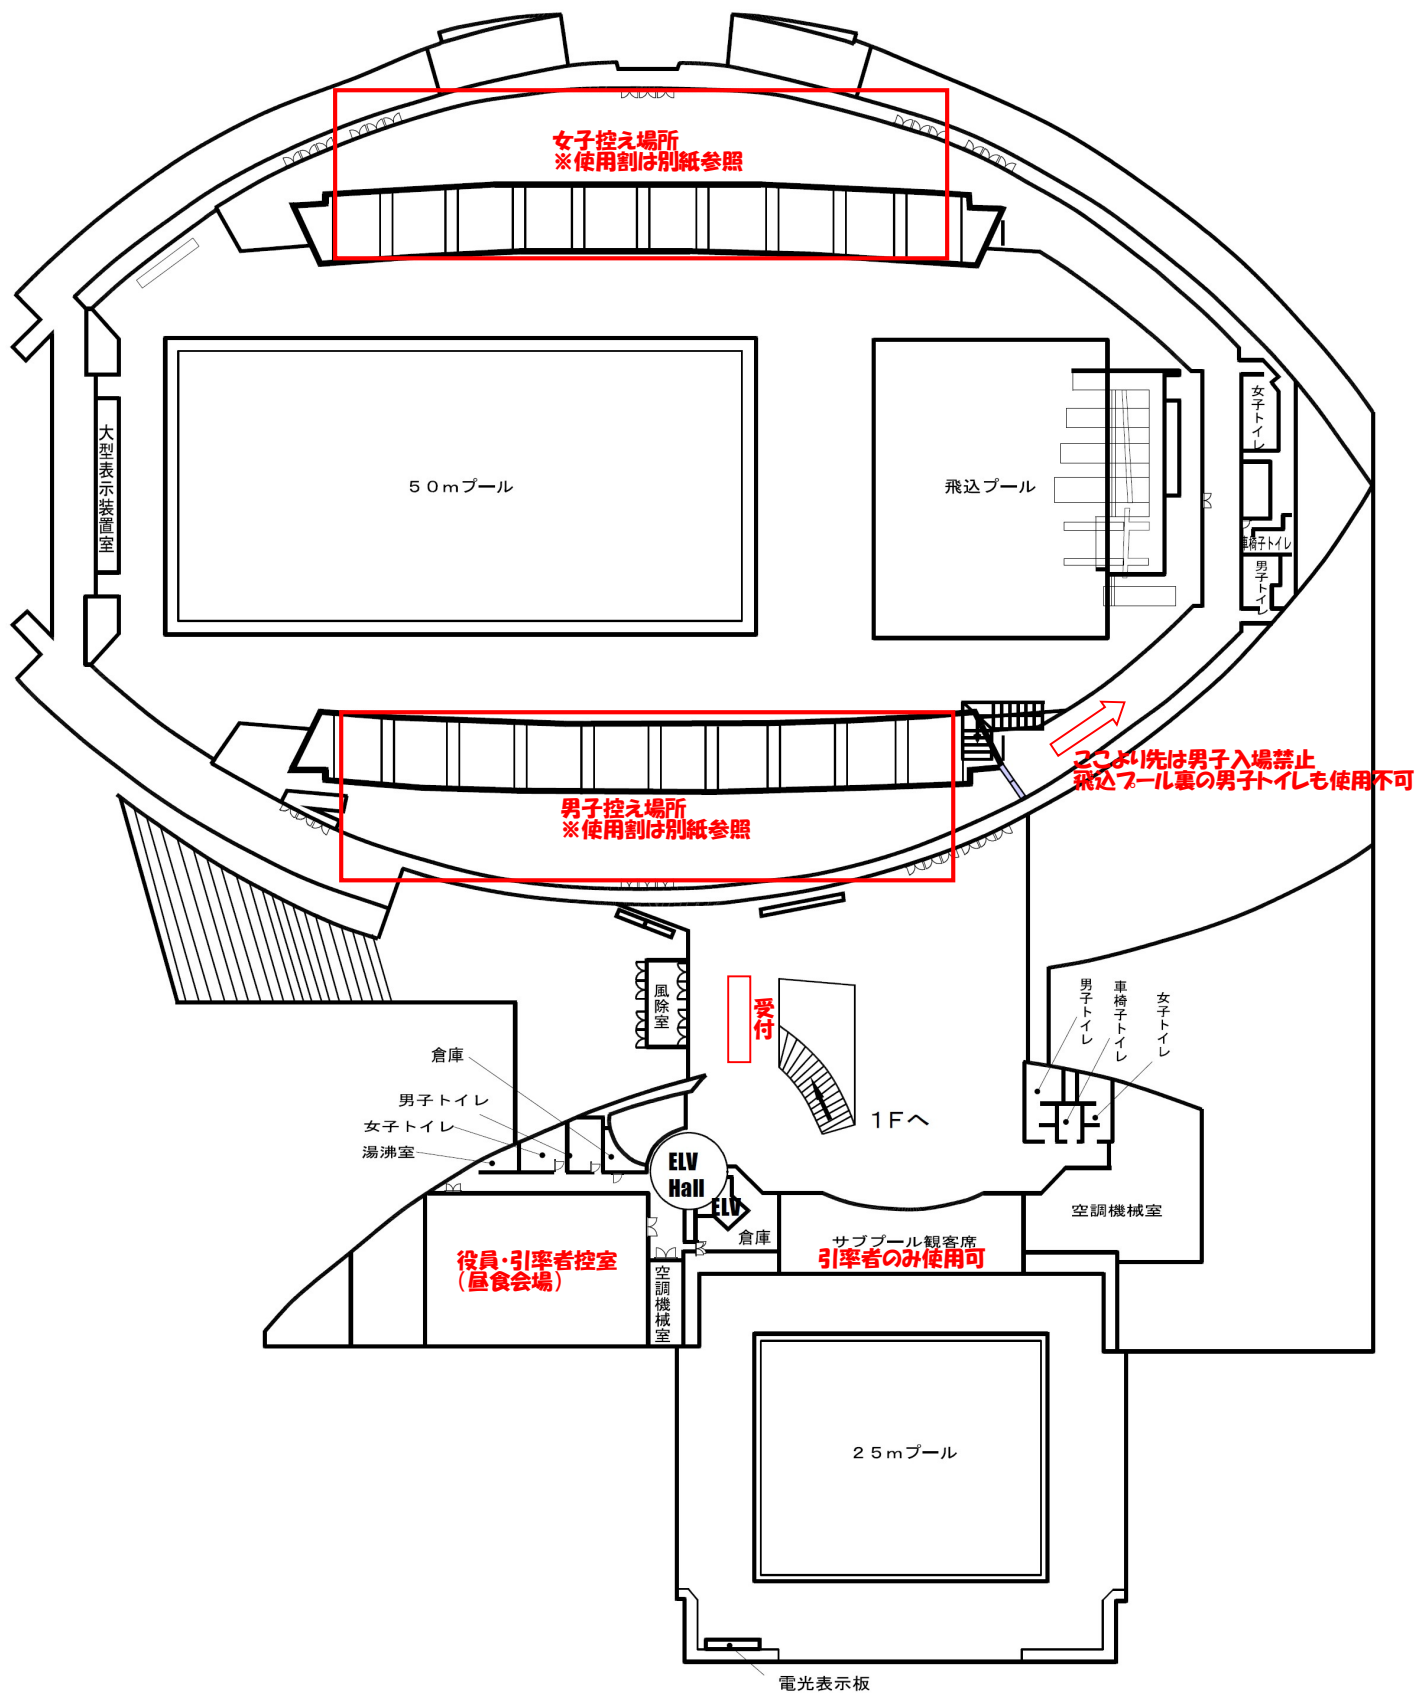 女子控え場所
※使用割は別紙参照
大型表示装置室
５０ｍプール
飛込プール
女子トイレ
車椅子トイレ
男子トイレ
ここより先は男子入場禁止
飛込プール裏の男子トイレも使用不可
男子控え場所
※使用割は別紙参照
風除室
受付
１Ｆへ
男子トイレ
車椅子トイレ
女子トイレ
倉庫
男子トイレ
女子トイレ
湯沸室
ELV
Hall
ELV
倉庫
サブプール観客席
引率者のみ使用可
空調機械室
役員・引率者控室
（昼食会場）
空調機械室
２５ｍプール
電光表示板